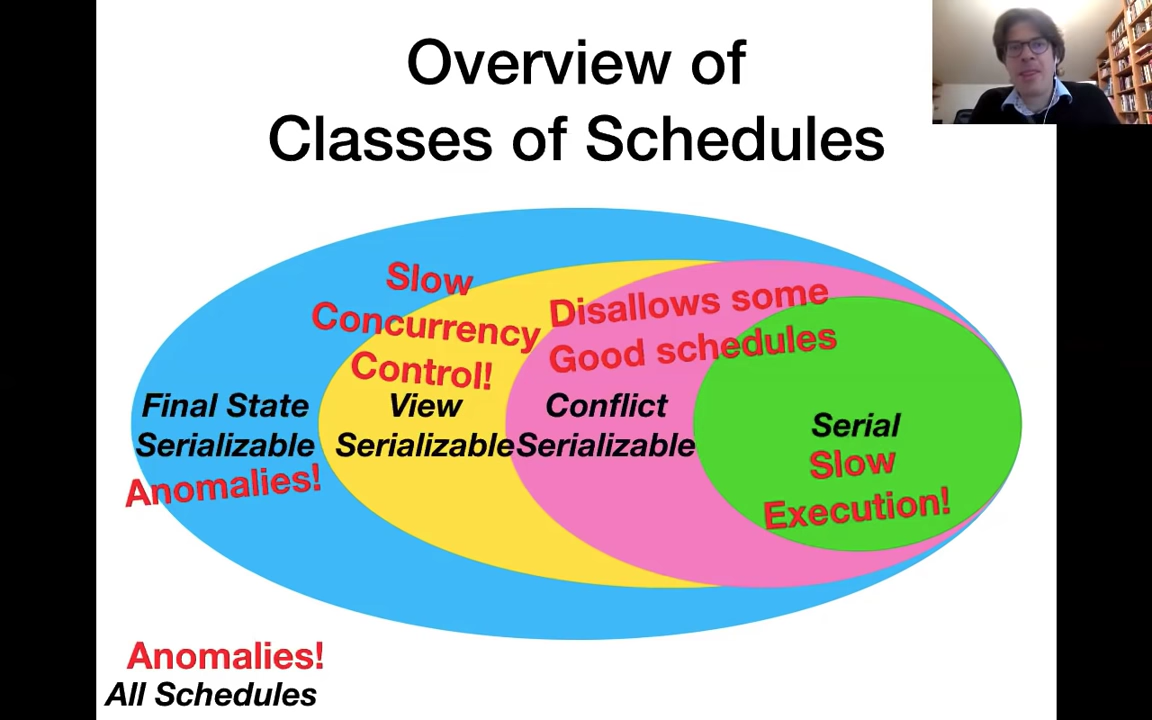 Overview of
Classes of Schedules
Slow
Concurrency
Control!
Disallows some
Good schedules
Final State
Serializable
Anomalies!
View
Serializable
Conflict
Serializable
Serial
Slow
Execution!
Anomalies!
All Schedules